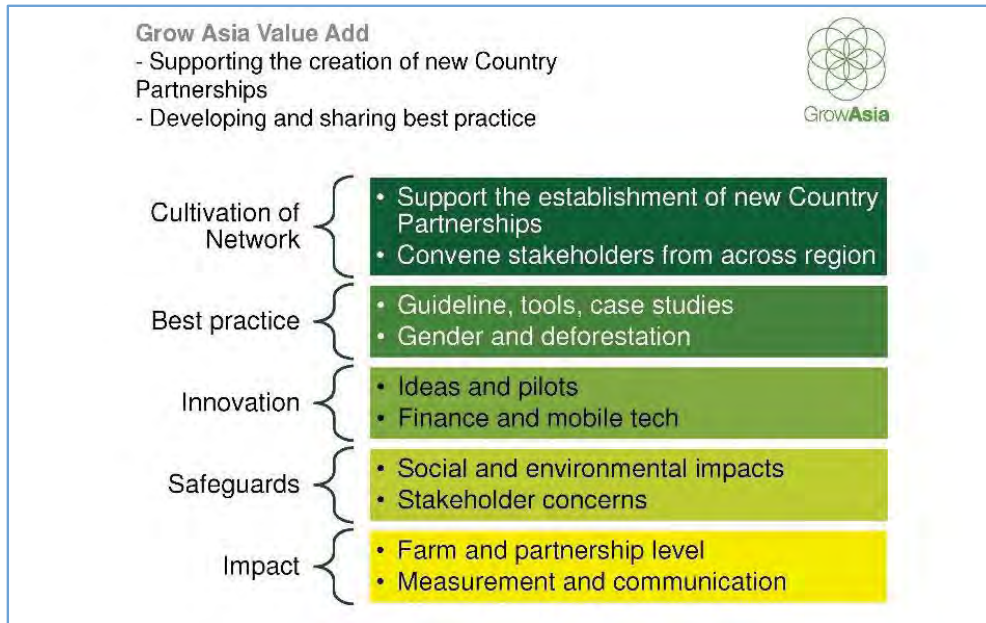 Grow Asia Value Add
- Supporting the creation of new Country
Partnerships
- Developing and sharing best practice
GrowAsia
Cultivation of
Network
• Support the establishment of new Country
Partnerships
• Convene stakeholders from across region
Best practice
• Guideline, tools, case studies
• Gender and deforestation
Innovation
• Ideas and pilots
• Finance and mobile tech
Safeguards
• Social and environmental impacts
• Stakeholder concerns
Impact
• Farm and partnership level
• Measurement and communication